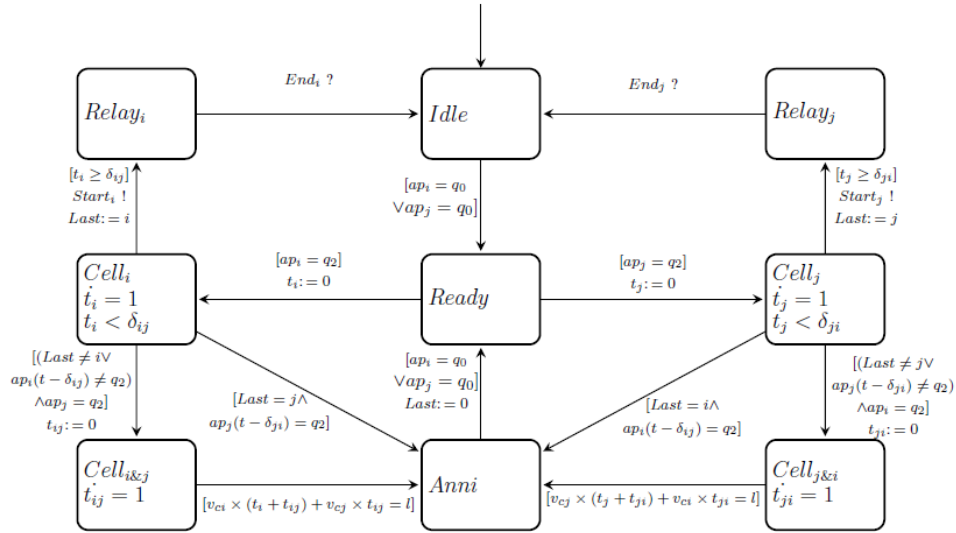 End_i ?
End_j ?
Relay_i
Idle
Relay_j
[t_i ≥ δ_ij]
Start_i !
Last := i
[ap_i = q_0
∨ap_j = q_0]
[t_j ≥ δ_ji]
Start_j !
Last := j
Cell_i
ṫ_i = 1
t_i < δ_ij
[ap_i = q_2]
t_i := 0
Ready
[ap_j = q_2]
t_j := 0
Cell_j
ṫ_j = 1
t_j < δ_ji
[(Last ≠ i∨
ap_i(t − δ_ij) ≠ q_2)
∧ap_j = q_2]
t_ij := 0
[Last = j∧
ap_j(t − δ_ji) = q_2]
[ap_i = q_0
∨ap_j = q_0]
Last := 0
[Last = i∧
ap_i(t − δ_ij) = q_2]
[(Last ≠ j∨
ap_j(t − δ_ji) ≠ q_2)
∧ap_i = q_2]
t_ji := 0
Cell_i&j
ṫ_ij = 1
[v_ci × (t_i + t_ij) + v_cj × t_ij = l]
Anni
[v_cj × (t_j + t_ji) + v_ci × t_ji = l]
Cell_j&i
ṫ_ji = 1